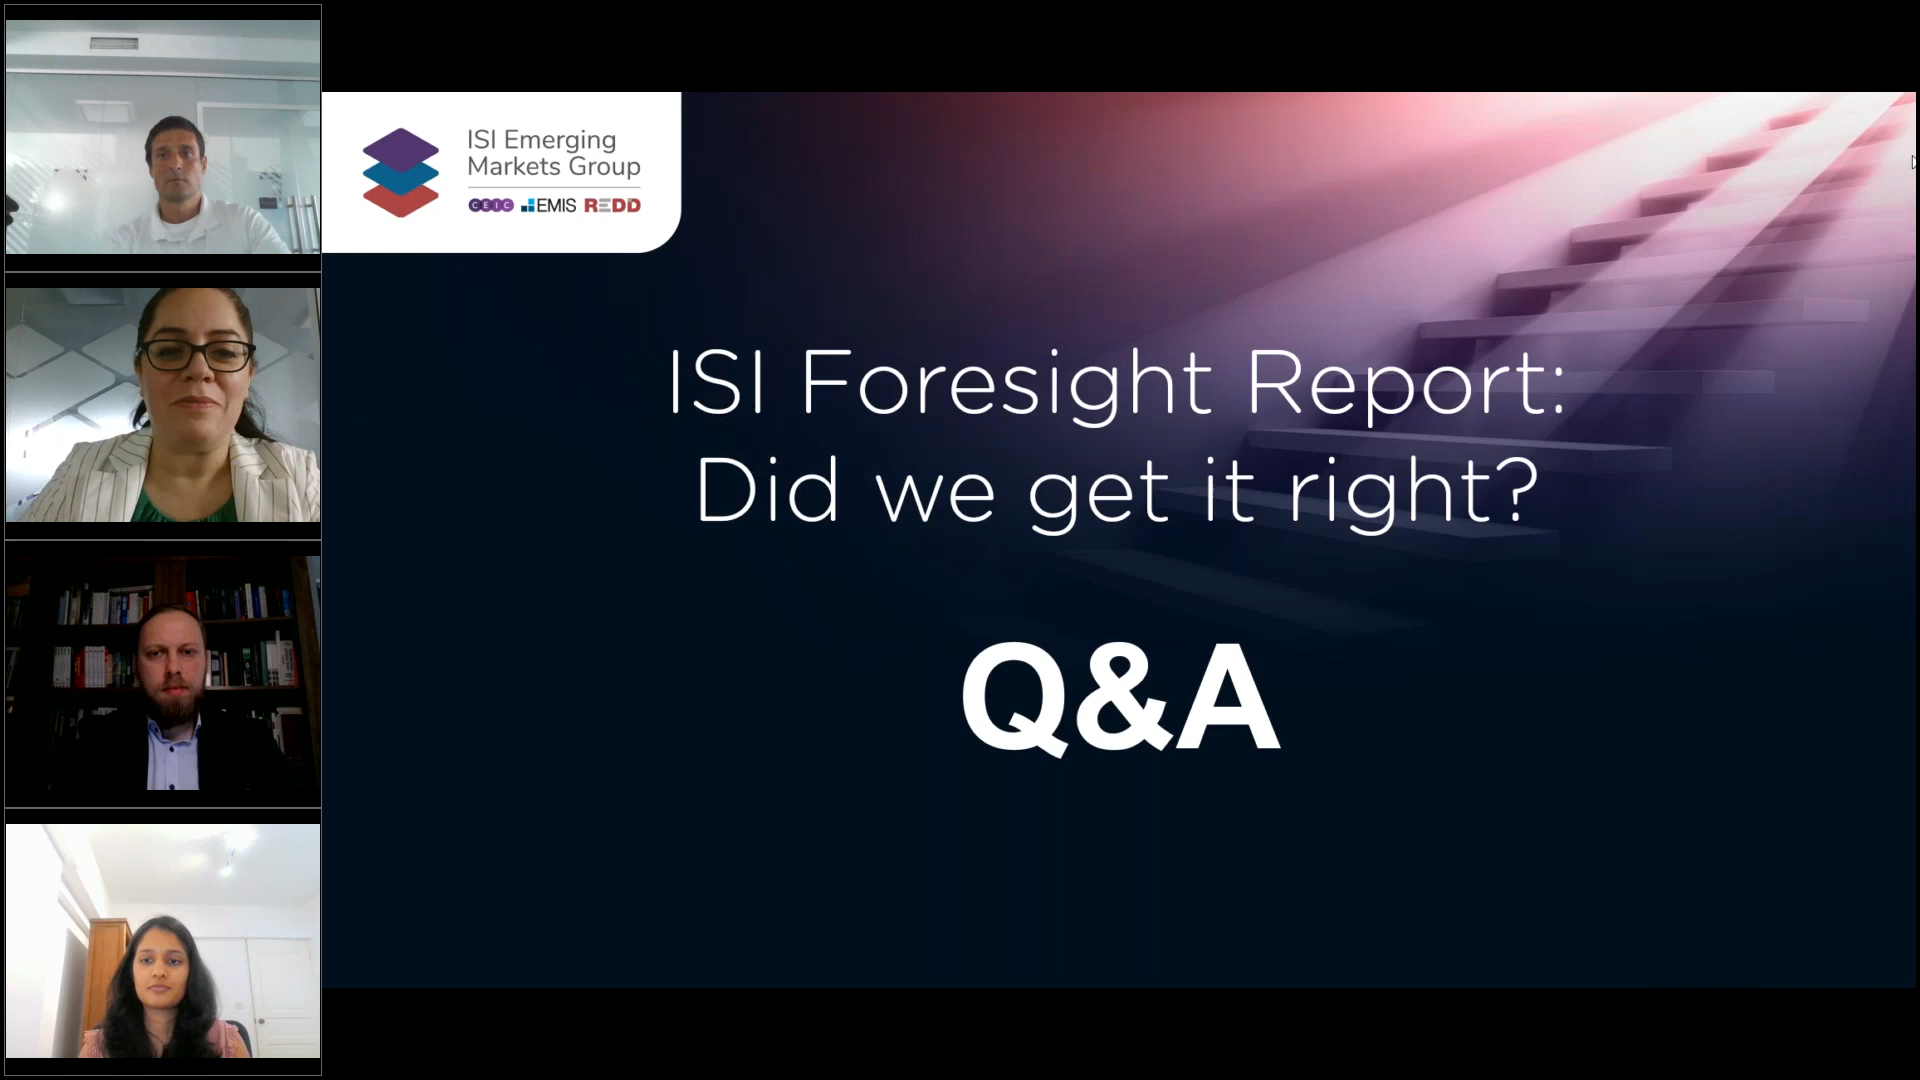 ISI Emerging
Markets Group
CEIC EMIS REDD
ISI Foresight Report:
Did we get it right?
Q&A